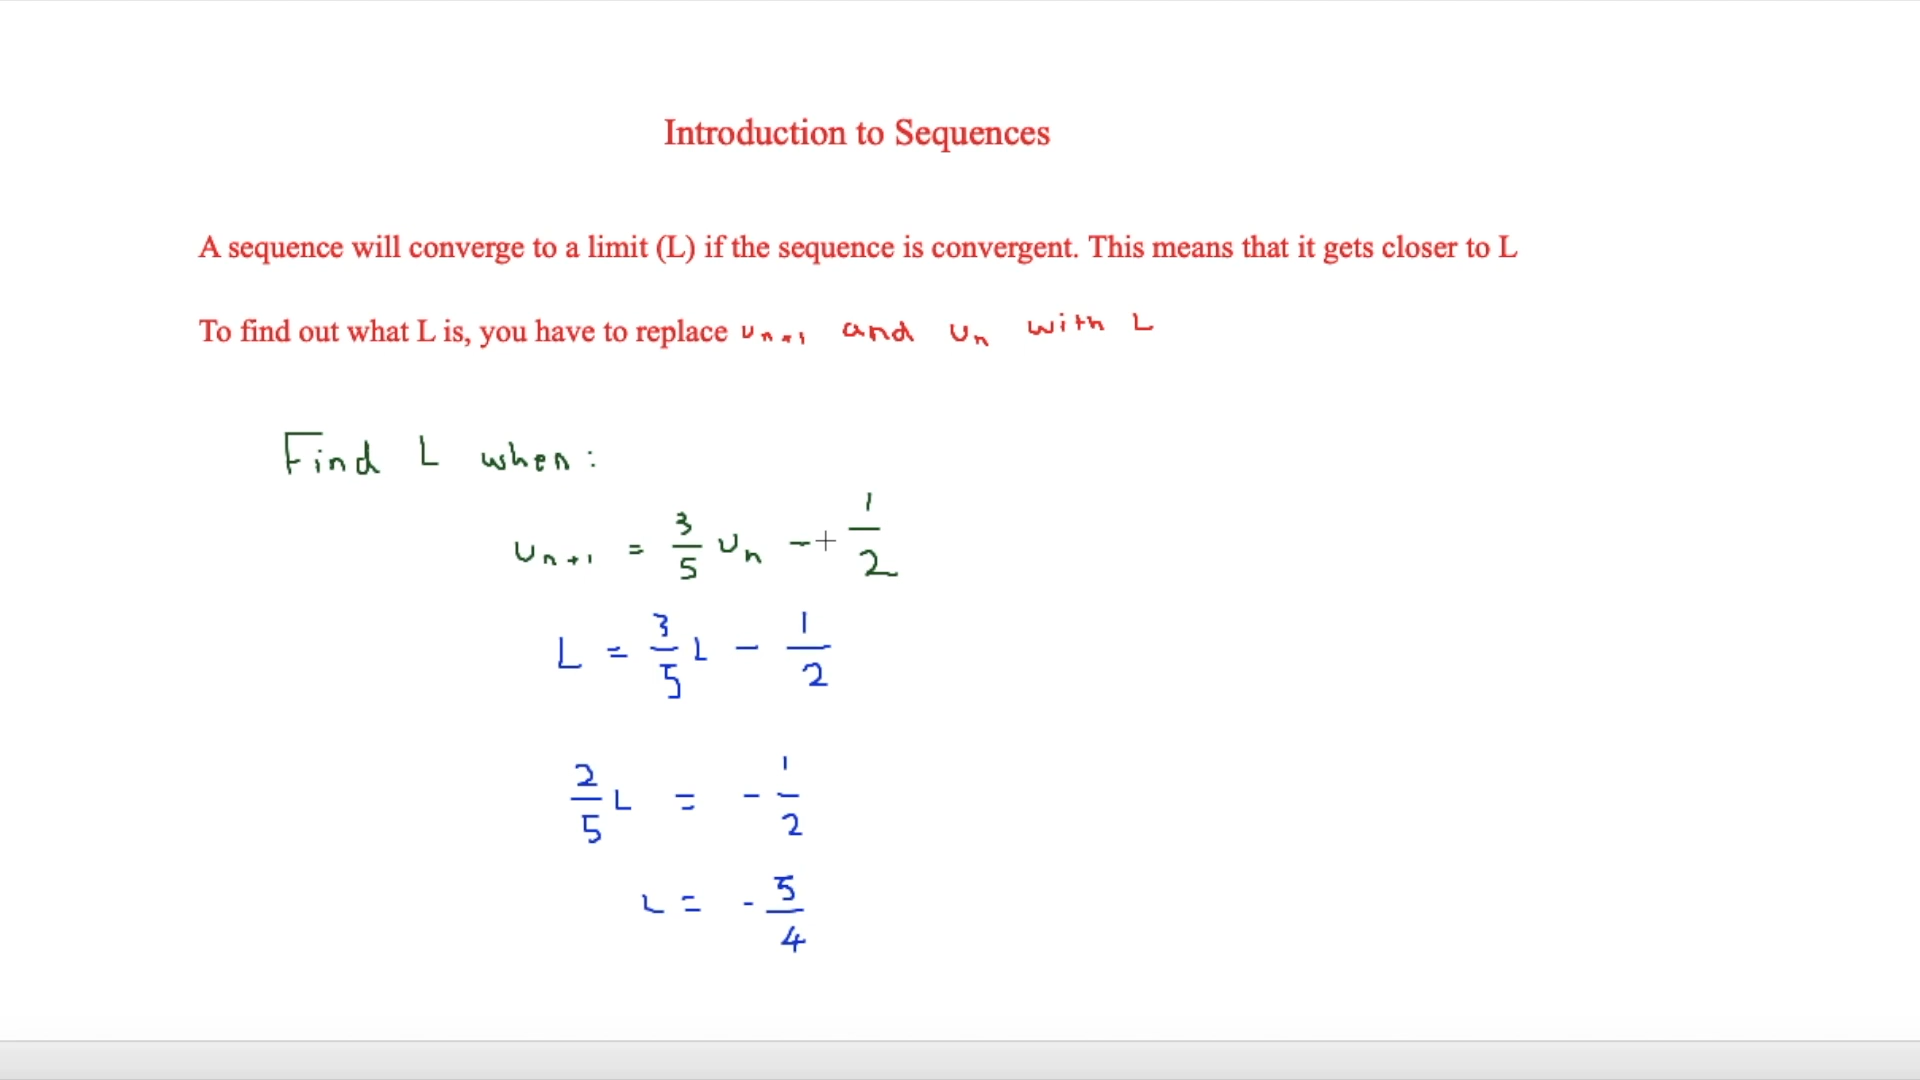 Introduction to Sequences
A sequence will converge to a limit (L) if the sequence is convergent. This means that it gets closer to L
To find out what L is, you have to replace uₙ₊₁ and uₙ with L
Find L when:
uₙ₊₁ = 3/5 uₙ - 1/2
L = 3/5 L - 1/2
2/5 L = - 1/2
L = - 5/4